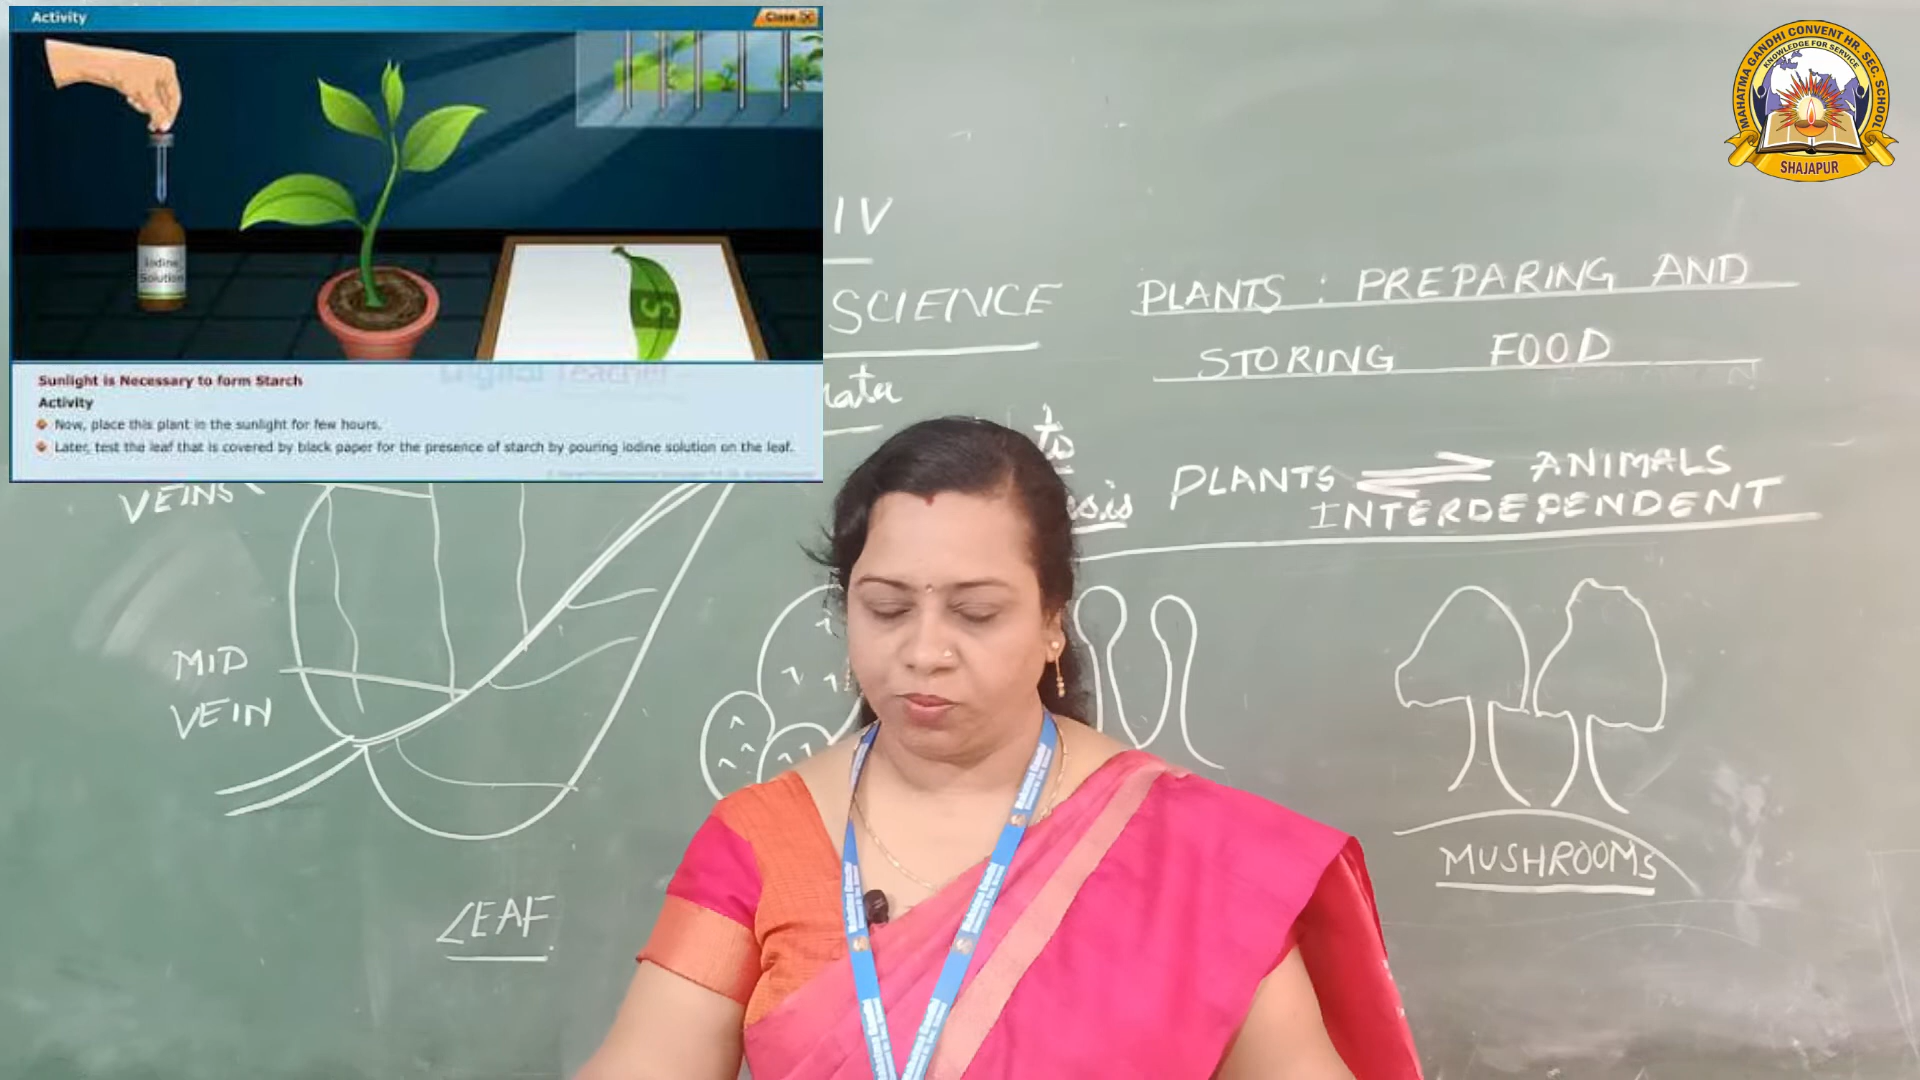 Activity
Close
Iodine
Solution
Sunlight is Necessary to form Starch
Activity
Now, place this plant in the sunlight for few hours.
Later, test the leaf that is covered by black paper for the presence of starch by pouring iodine solution on the leaf.
MAHATMA GANDHI CONVENT HR. SEC. SCHOOL
KNOWLEDGE FOR SERVICE
SHAJAPUR
IV
SCIENCE
PLANTS : PREPARING AND
STORING FOOD
PLANTS ⇌ ANIMALS
INTERDEPENDENT
VEINS
MID
VEIN
LEAF
MUSHROOMS